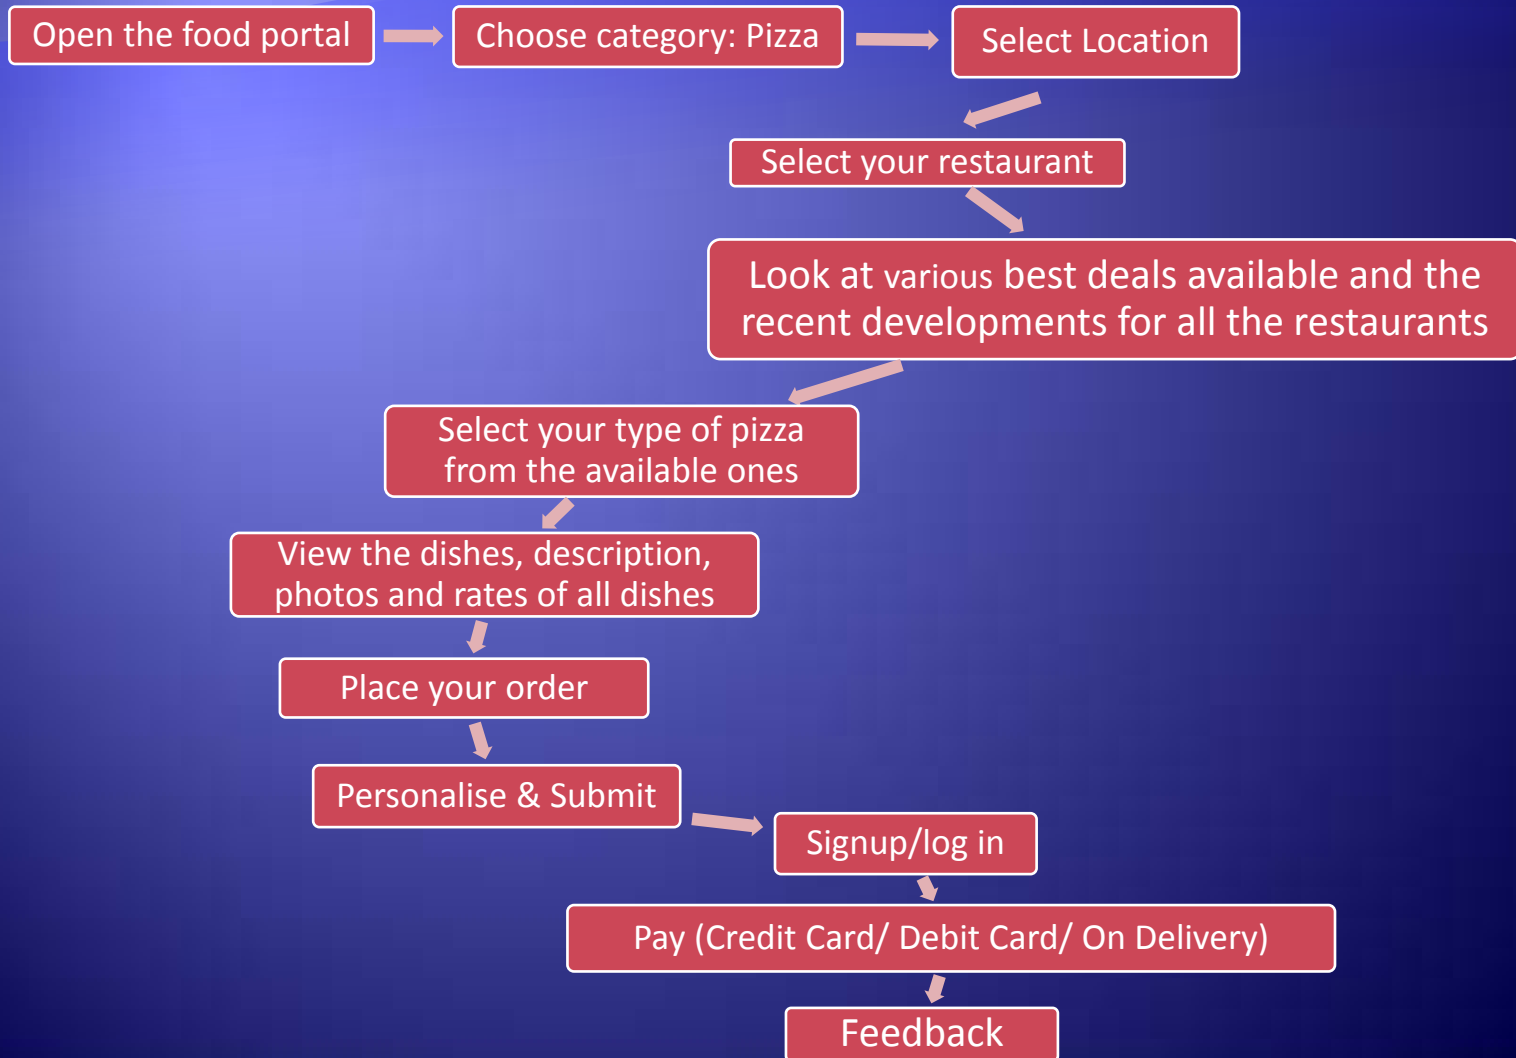 Open the food portal
Choose category: Pizza
Select Location
Select your restaurant
Look at various best deals available and the
recent developments for all the restaurants
Select your type of pizza
from the available ones
View the dishes, description,
photos and rates of all dishes
Place your order
Personalise & Submit
Signup/log in
Pay (Credit Card/ Debit Card/ On Delivery)
Feedback